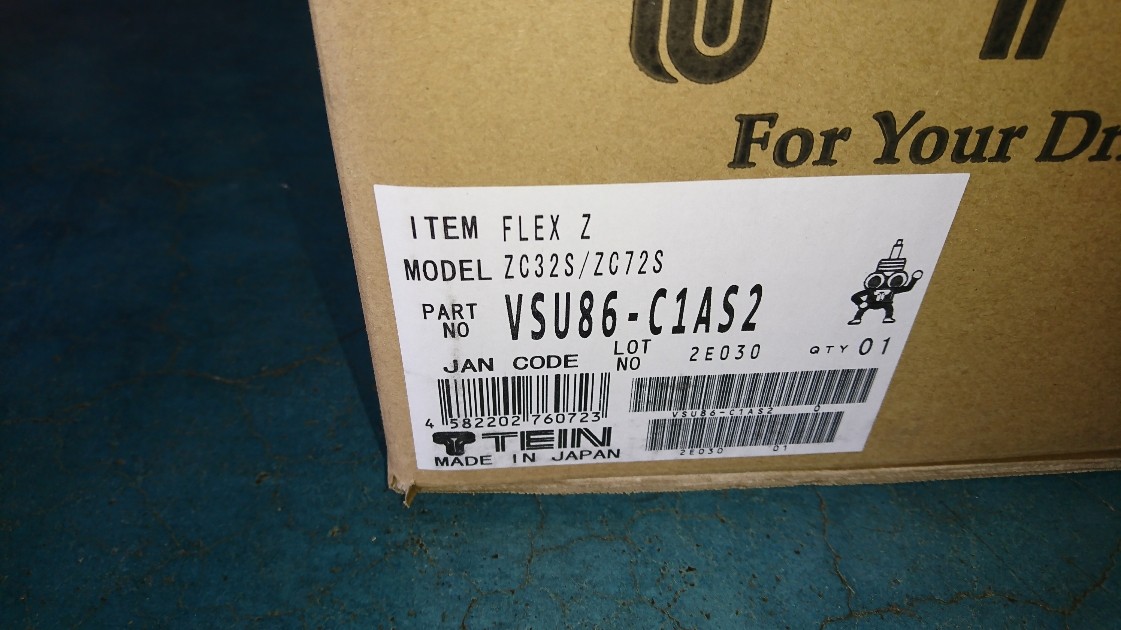 For Your
ITEM FLEX Z
MODEL ZC32S/ZC72S
PART NO VSU86-C1AS2
JAN CODE LOT NO 2E030 QTY 01
4 582202 760723
VSU86-C1AS2 0
2E030 01
TEIN
MADE IN JAPAN